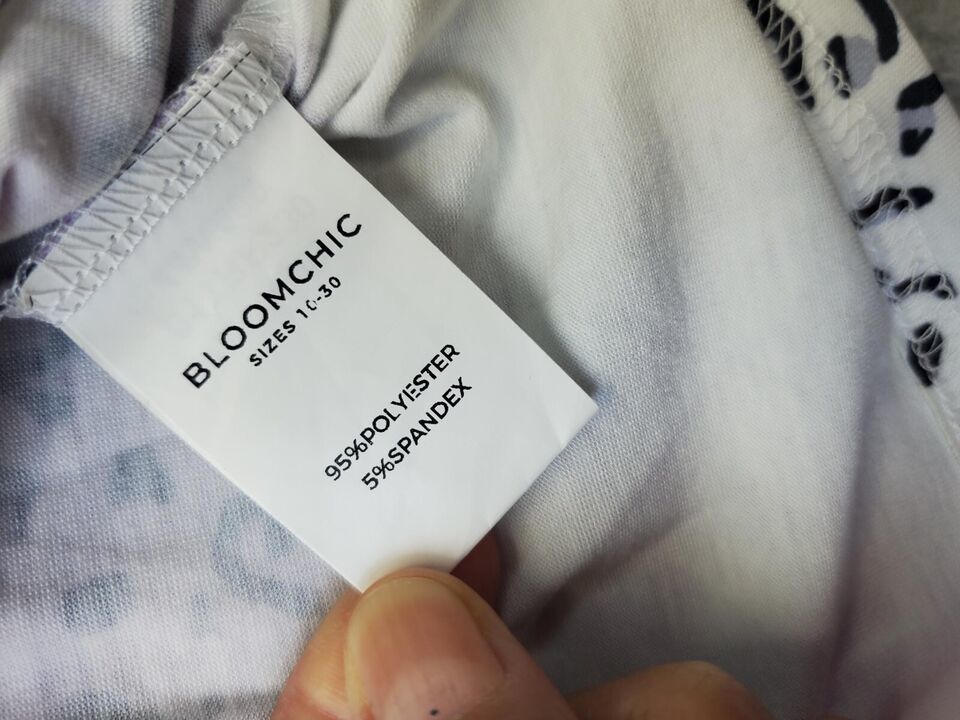 BLOOMCHIC
SIZES 10-30
95%POLYESTER
5%SPANDEX